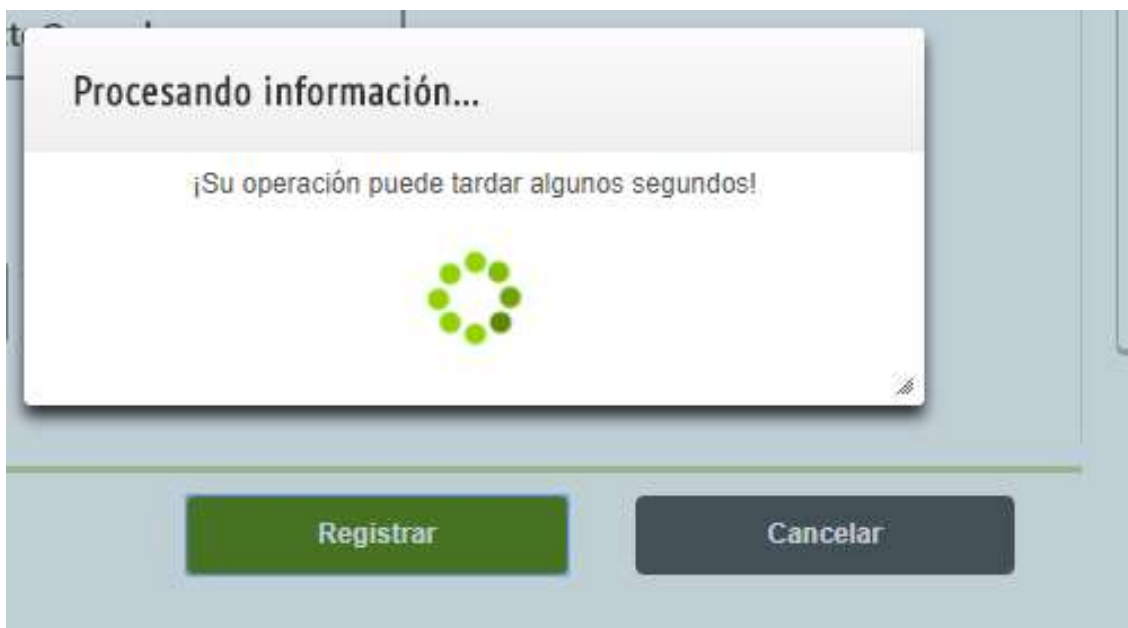 Procesando información...
¡Su operación puede tardar algunos segundos!
Registrar
Cancelar